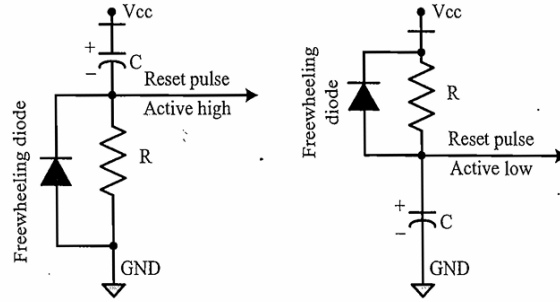 Vcc
+
C
−
Reset pulse
Active high
Freewheeling diode
R
GND
Vcc
Freewheeling
diode
R
Reset pulse
Active low
+
C
−
GND